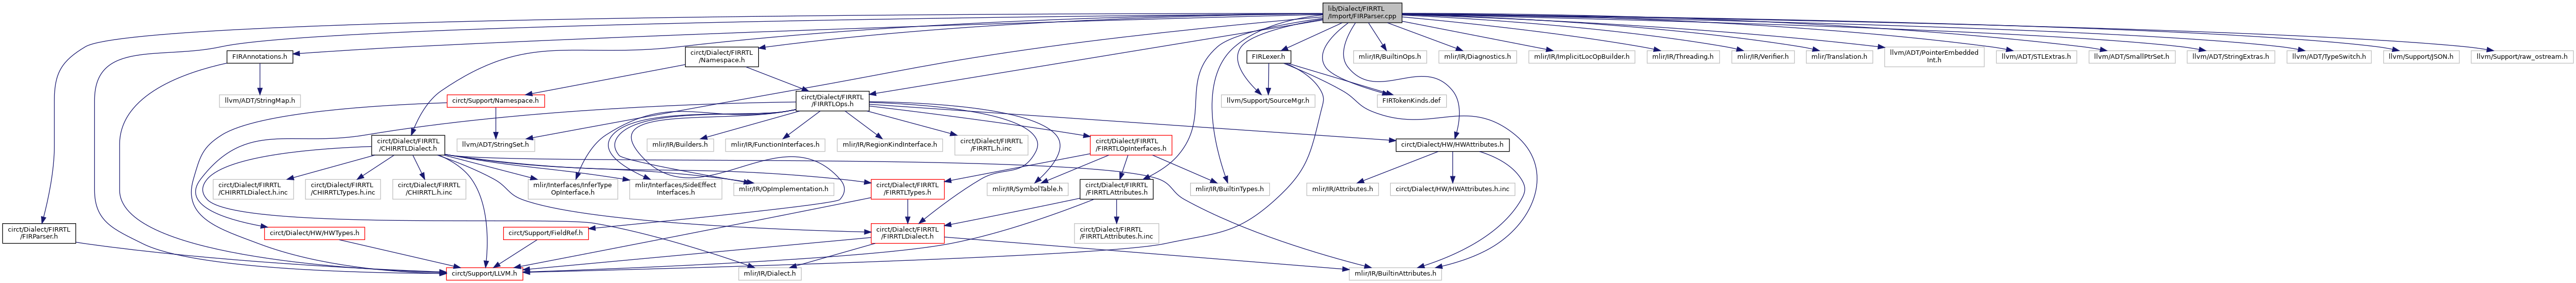 lib/Dialect/FIRRTL
/Import/FIRParser.cpp
FIRAnnotations.h
circt/Dialect/FIRRTL
/Namespace.h
FIRLexer.h
mlir/IR/BuiltinOps.h
mlir/IR/Diagnostics.h
mlir/IR/ImplicitLocOpBuilder.h
mlir/IR/Threading.h
mlir/IR/Verifier.h
mlir/Translation.h
llvm/ADT/PointerEmbedded
Int.h
llvm/ADT/STLExtras.h
llvm/ADT/SmallPtrSet.h
llvm/ADT/StringExtras.h
llvm/ADT/TypeSwitch.h
llvm/Support/JSON.h
llvm/Support/raw_ostream.h
llvm/ADT/StringMap.h
circt/Support/Namespace.h
circt/Dialect/FIRRTL
/FIRRTLOps.h
llvm/Support/SourceMgr.h
FIRTokenKinds.def
circt/Dialect/FIRRTL
/CHIRRTLDialect.h
llvm/ADT/StringSet.h
mlir/IR/Builders.h
mlir/IR/FunctionInterfaces.h
mlir/IR/RegionKindInterface.h
circt/Dialect/FIRRTL
/FIRRTL.h.inc
circt/Dialect/FIRRTL
/FIRRTLOpInterfaces.h
circt/Dialect/HW/HWAttributes.h
circt/Dialect/FIRRTL
/CHIRRTLDialect.h.inc
circt/Dialect/FIRRTL
/CHIRRTLTypes.h.inc
circt/Dialect/FIRRTL
/CHIRRTL.h.inc
mlir/Interfaces/InferType
OpInterface.h
mlir/Interfaces/SideEffect
Interfaces.h
mlir/IR/OpImplementation.h
circt/Dialect/FIRRTL
/FIRRTLTypes.h
mlir/IR/SymbolTable.h
circt/Dialect/FIRRTL
/FIRRTLAttributes.h
mlir/IR/BuiltinTypes.h
mlir/IR/Attributes.h
circt/Dialect/HW/HWAttributes.h.inc
circt/Dialect/FIRRTL
/FIRParser.h
circt/Dialect/HW/HWTypes.h
circt/Support/FieldRef.h
circt/Dialect/FIRRTL
/FIRRTLDialect.h
circt/Dialect/FIRRTL
/FIRRTLAttributes.h.inc
circt/Support/LLVM.h
mlir/IR/Dialect.h
mlir/IR/BuiltinAttributes.h